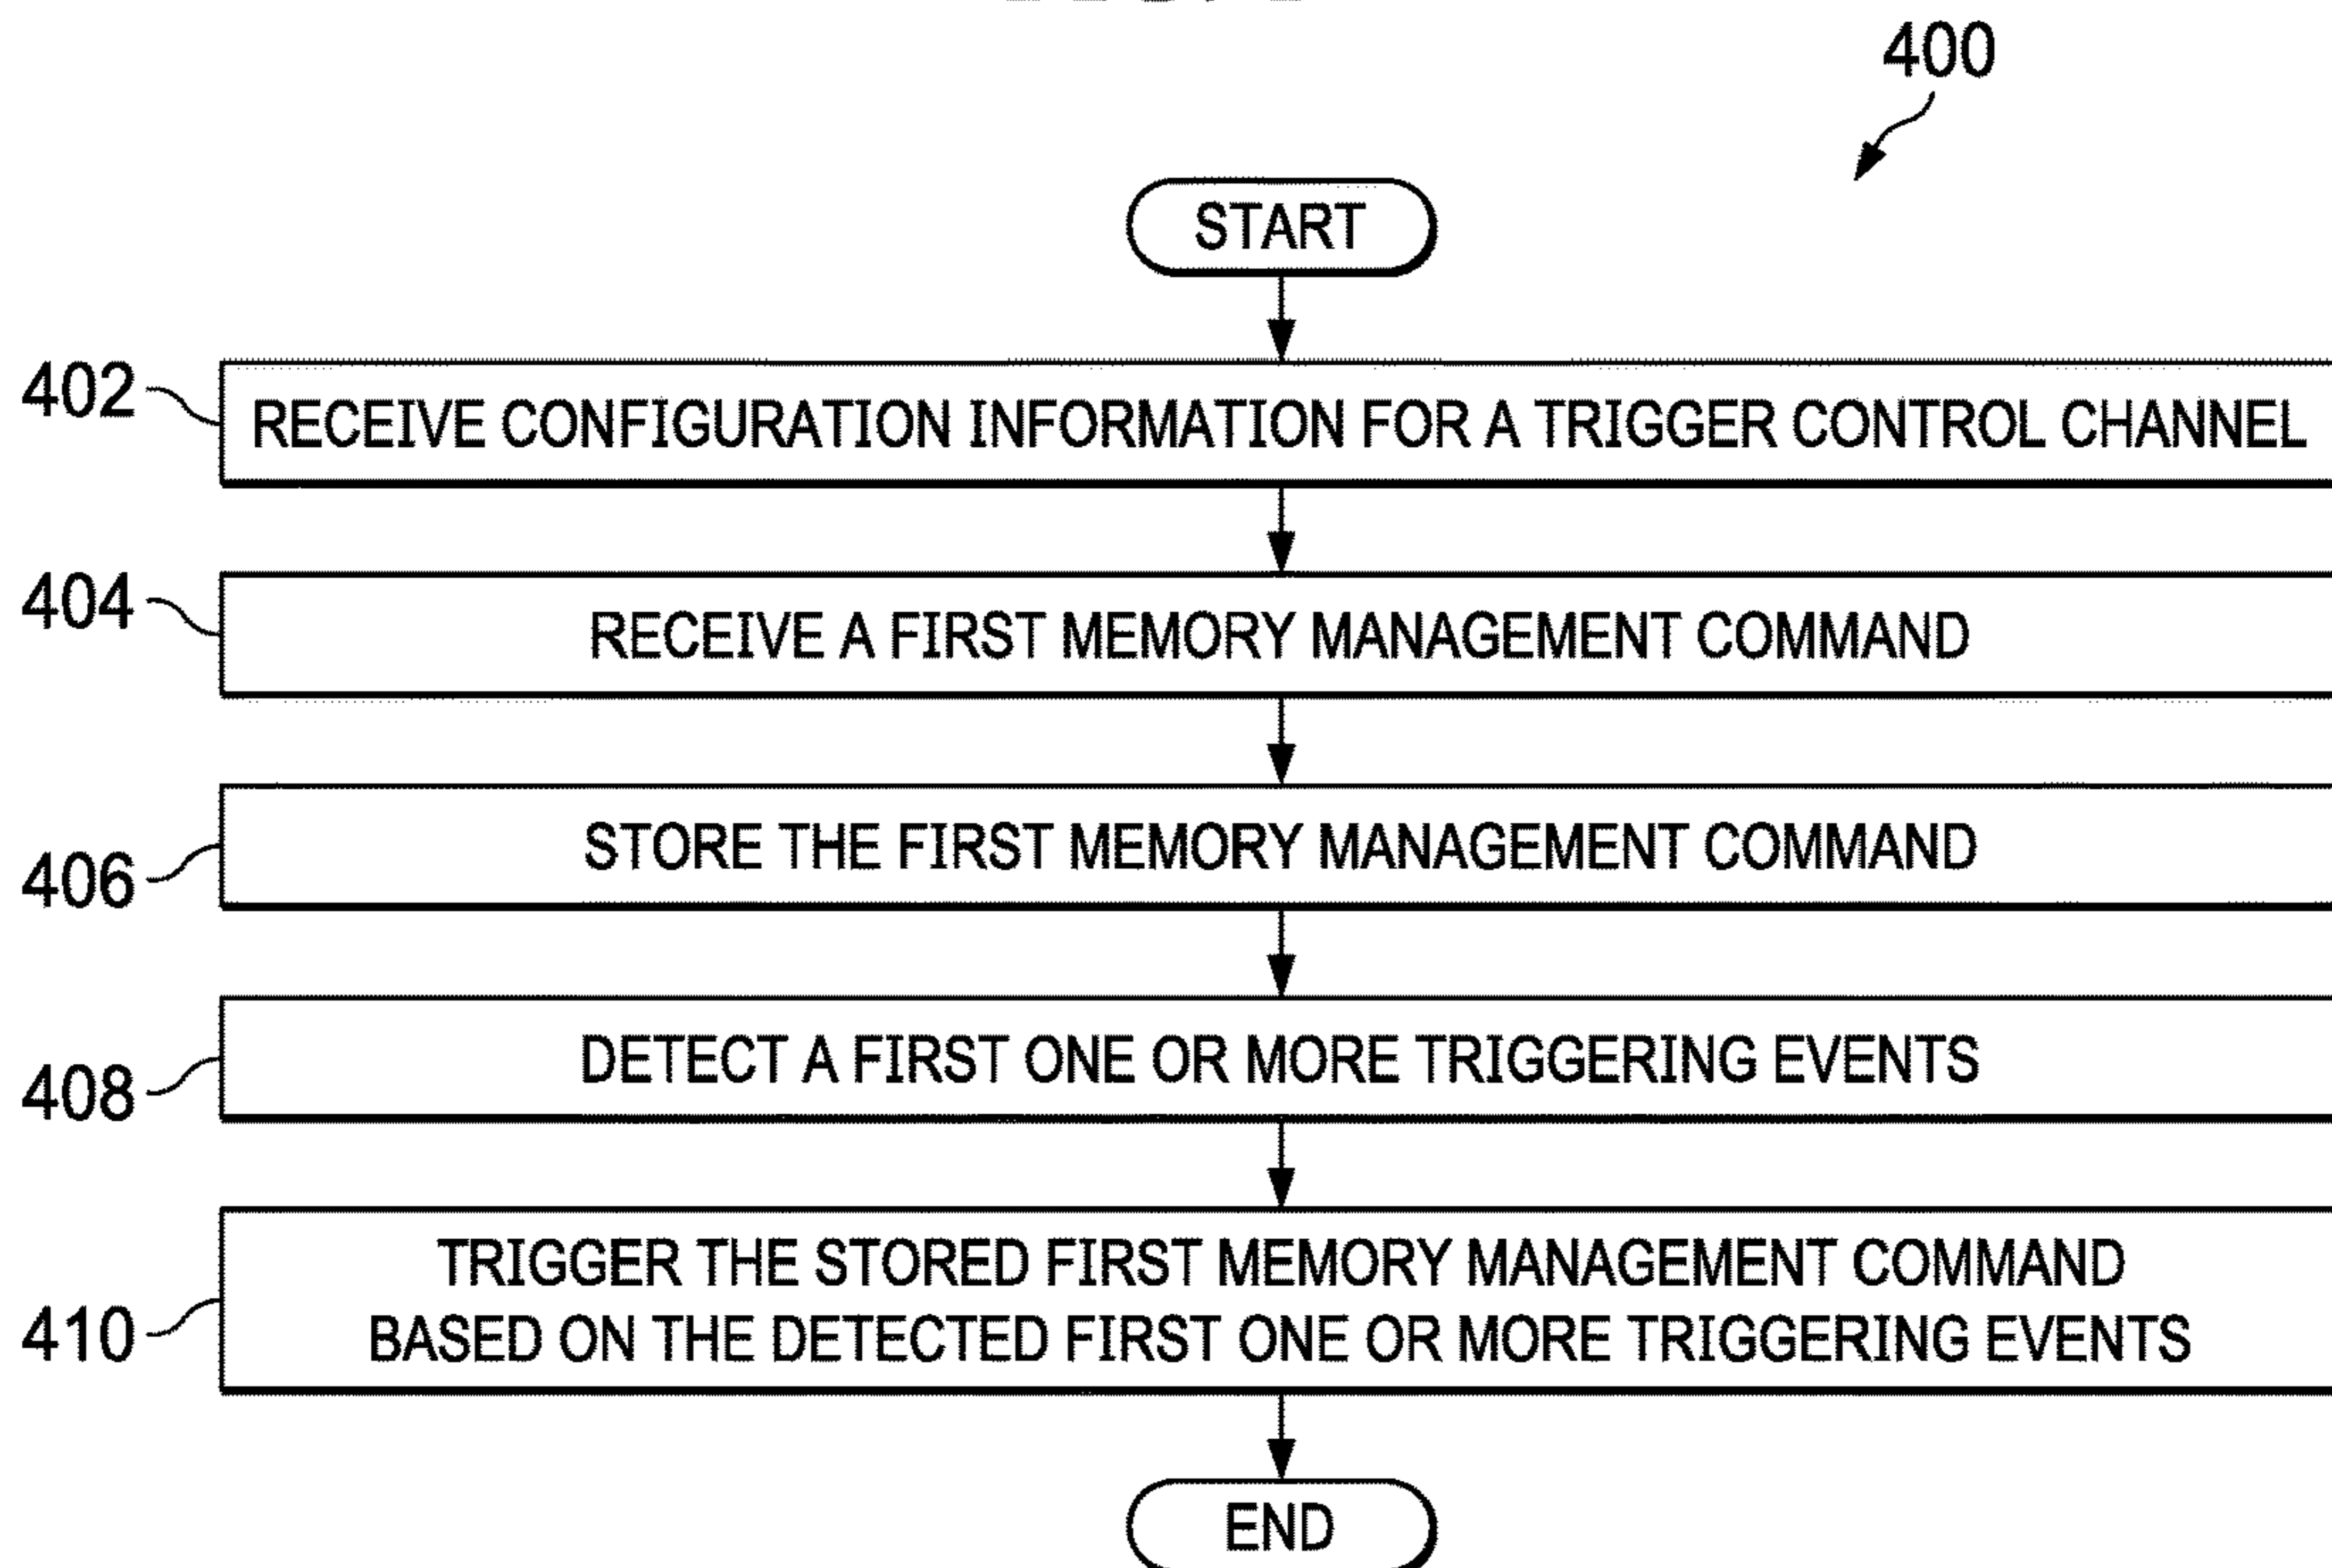 400
START
402
RECEIVE CONFIGURATION INFORMATION FOR A TRIGGER CONTROL CHANNEL
404
RECEIVE A FIRST MEMORY MANAGEMENT COMMAND
406
STORE THE FIRST MEMORY MANAGEMENT COMMAND
408
DETECT A FIRST ONE OR MORE TRIGGERING EVENTS
410
TRIGGER THE STORED FIRST MEMORY MANAGEMENT COMMAND
BASED ON THE DETECTED FIRST ONE OR MORE TRIGGERING EVENTS
END